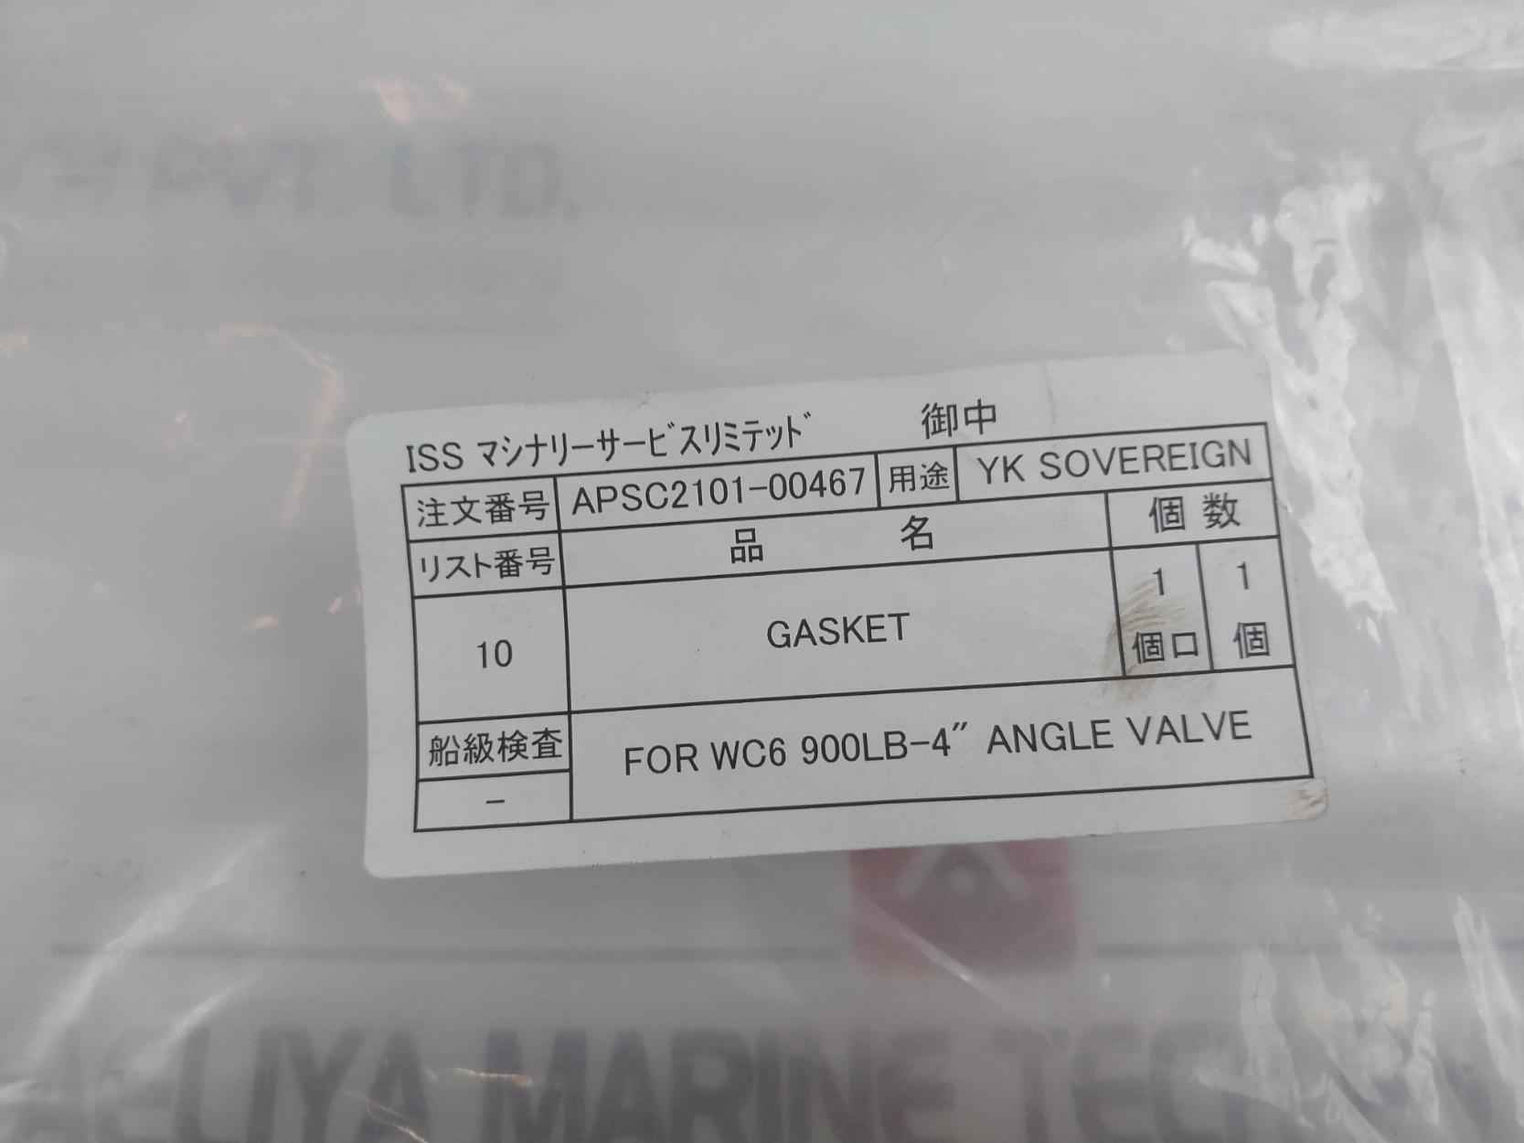 PVT. LTD.
ISS マシナリーサービスリミテッド 御中
注文番号 APSC2101-00467 用途 YK SOVEREIGN
リスト番号 品 名 個 数
10 GASKET 1 個口 1 個
船級検査 FOR WC6 900LB-4″ ANGLE VALVE
-
MARINE